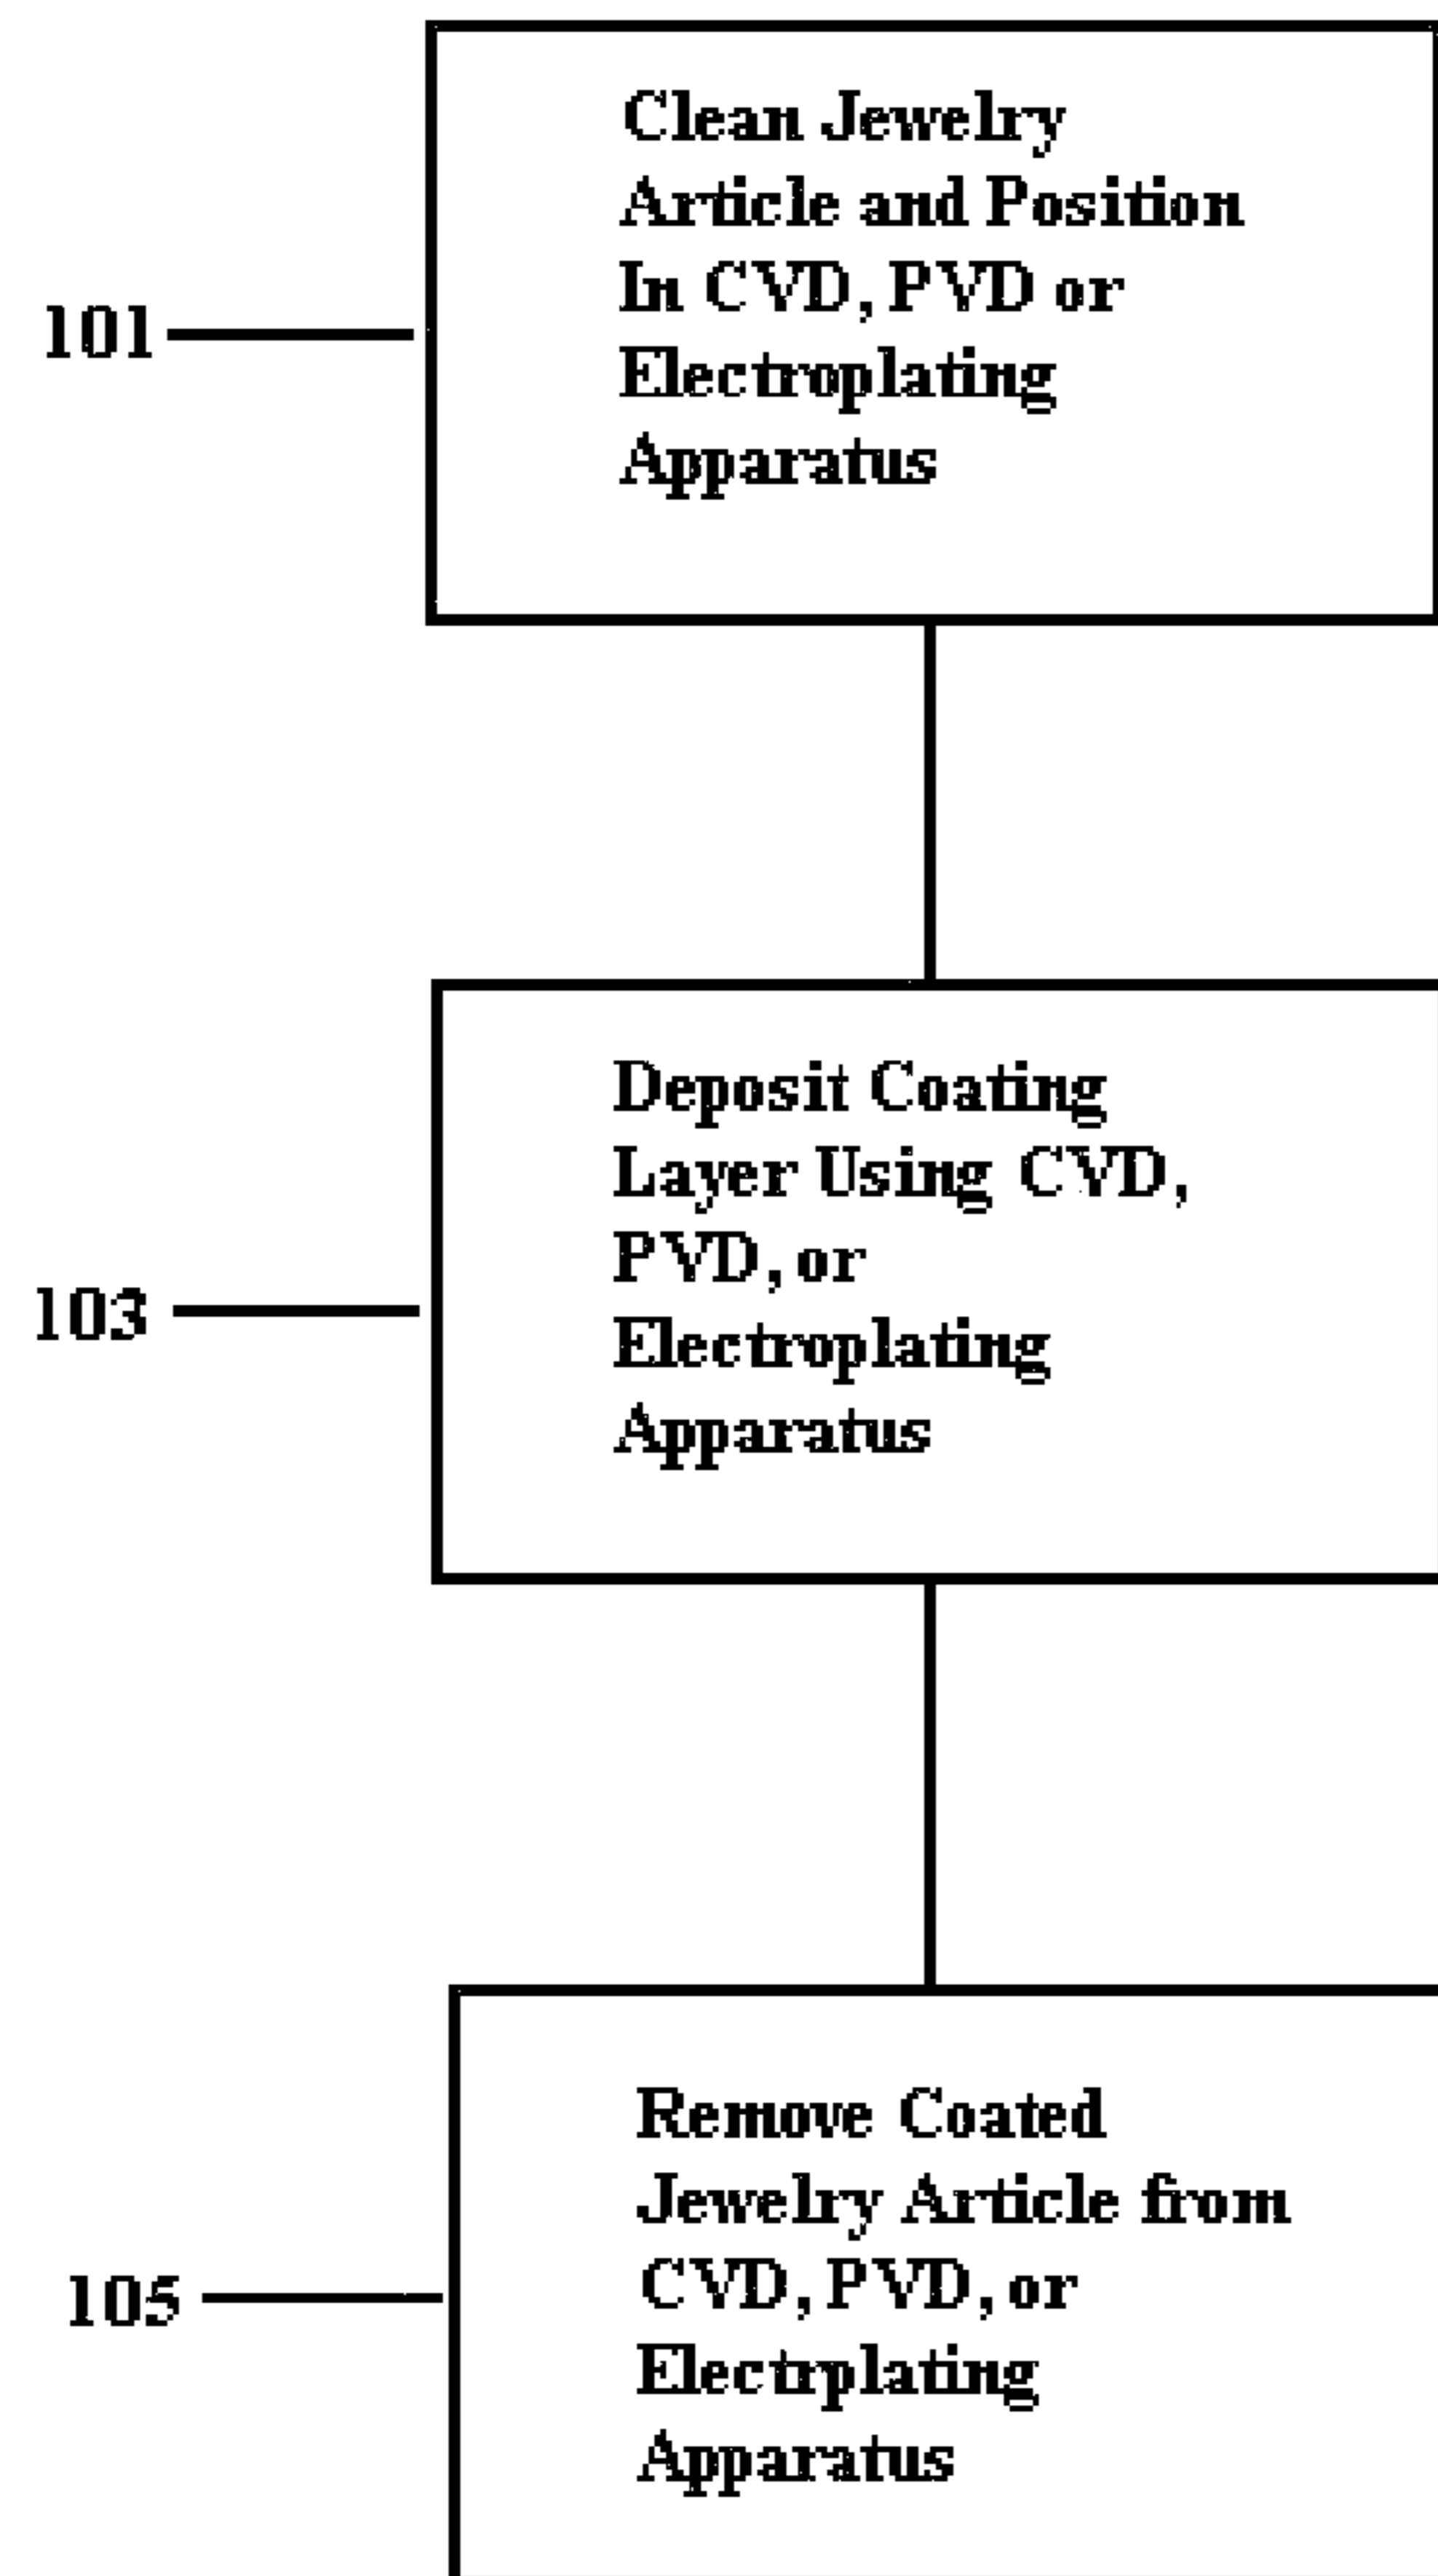 Clean Jewelry
Article and Position
In CVD, PVD or
Electroplating
Apparatus
101
Deposit Coating
Layer Using CVD,
PVD, or
Electroplating
Apparatus
103
Remove Coated
Jewelry Article from
CVD, PVD, or
Electrplating
Apparatus
105